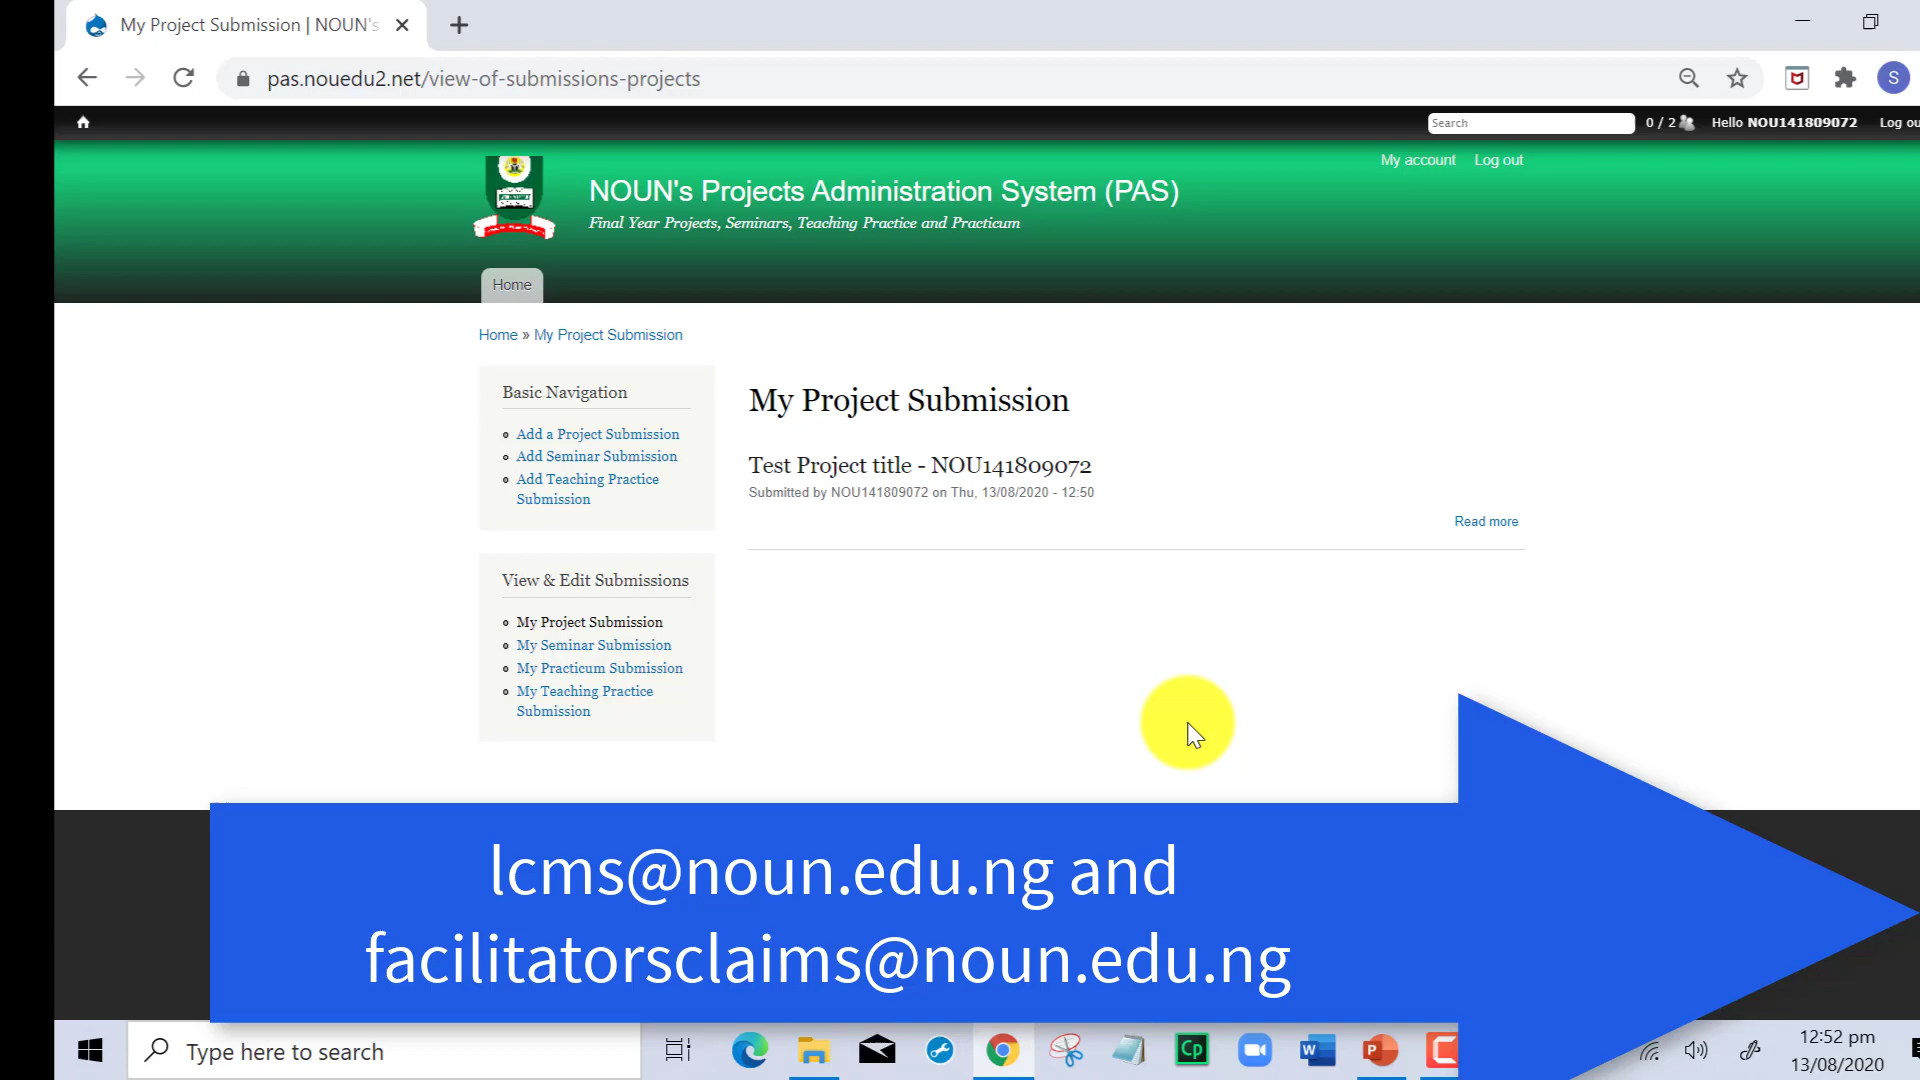 My Project Submission | NOUN's
pas.nouedu2.net/view-of-submissions-projects
S
Search
0 / 2
Hello NOU141809072
Log ou
My account
Log out
NOUN's Projects Administration System (PAS)
Final Year Projects, Seminars, Teaching Practice and Practicum
Home
Home » My Project Submission
Basic Navigation
Add a Project Submission
Add Seminar Submission
Add Teaching Practice
Submission
View & Edit Submissions
My Project Submission
My Seminar Submission
My Practicum Submission
My Teaching Practice
Submission
My Project Submission
Test Project title - NOU141809072
Submitted by NOU141809072 on Thu, 13/08/2020 - 12:50
Read more
lcms@noun.edu.ng and
facilitatorsclaims@noun.edu.ng
Type here to search
Cp
W
P
12:52 pm
13/08/2020